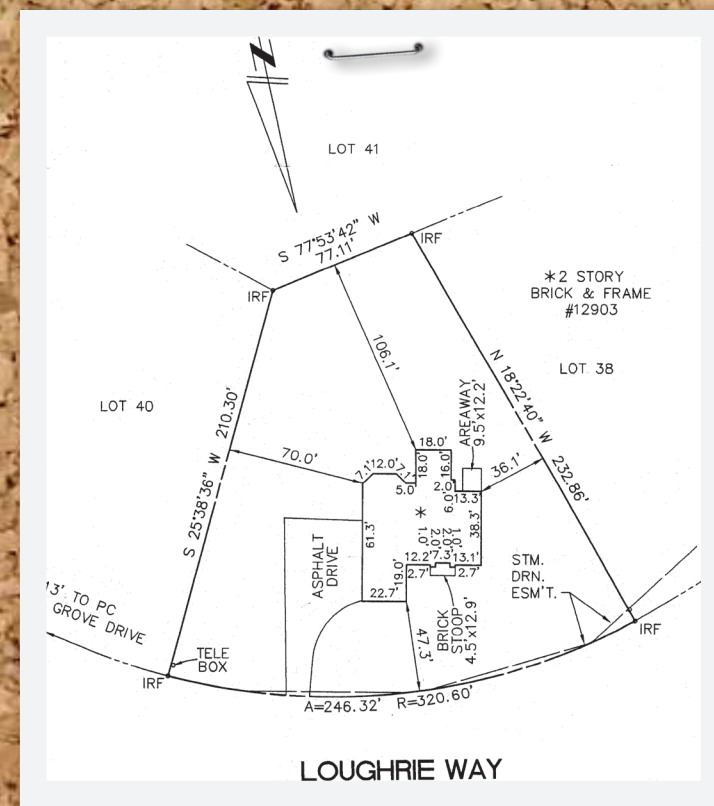 N
LOT 41
S 77°53'42" W
77.11'
IRF
IRF
*2 STORY
BRICK & FRAME
#12903
LOT 38
LOT 40
106.1'
N 18°22'40" W 232.86'
S 25°38'36" W 210.30'
70.0'
AREAWAY
9.5'x12.2'
36.1'
18.0'
7.1'
12.0'
7.
5.0'
18.0'
16.0'
2.0'
9.0'
13.3'
*
61.3'
38.3'
1.0'
2.0'
2.0'
1.0'
ASPHALT
DRIVE
12.2'
7.3'
13.1'
2.7'
2.7'
19.0'
22.7'
BRICK
STOOP
4.5'x12.9'
47.3'
STM.
DRN.
ESM'T.
13' TO PC
GROVE DRIVE
TELE
BOX
IRF
IRF
A=246.32' R=320.60'
LOUGHRIE WAY